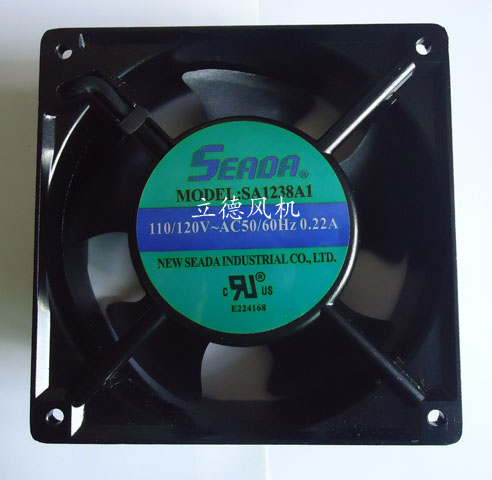 SEADA®
MODEL:SA1238A1
立德风机
110/120V~AC50/60Hz 0.22A
NEW SEADA INDUSTRIAL CO., LTD.
c RU® US
E224168